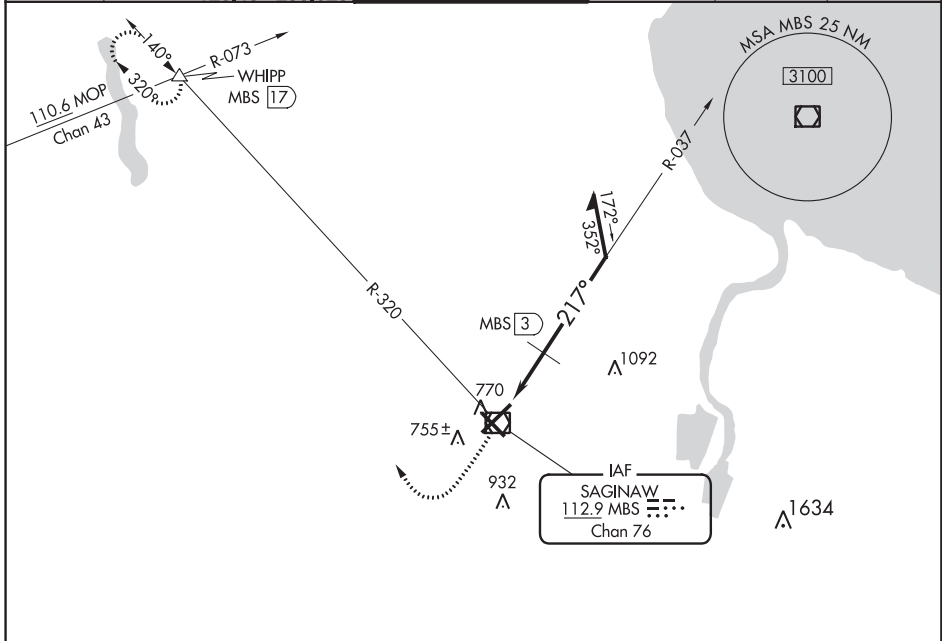 MSA MBS 25 NM
3100
140°
320°
R-073
WHIPP
MBS 17
110.6 MOP
Chan 43
R-037
172°
352°
R-320
217°
MBS 3
1092
770
755±
932
IAF
SAGINAW
112.9 MBS
Chan 76
1634